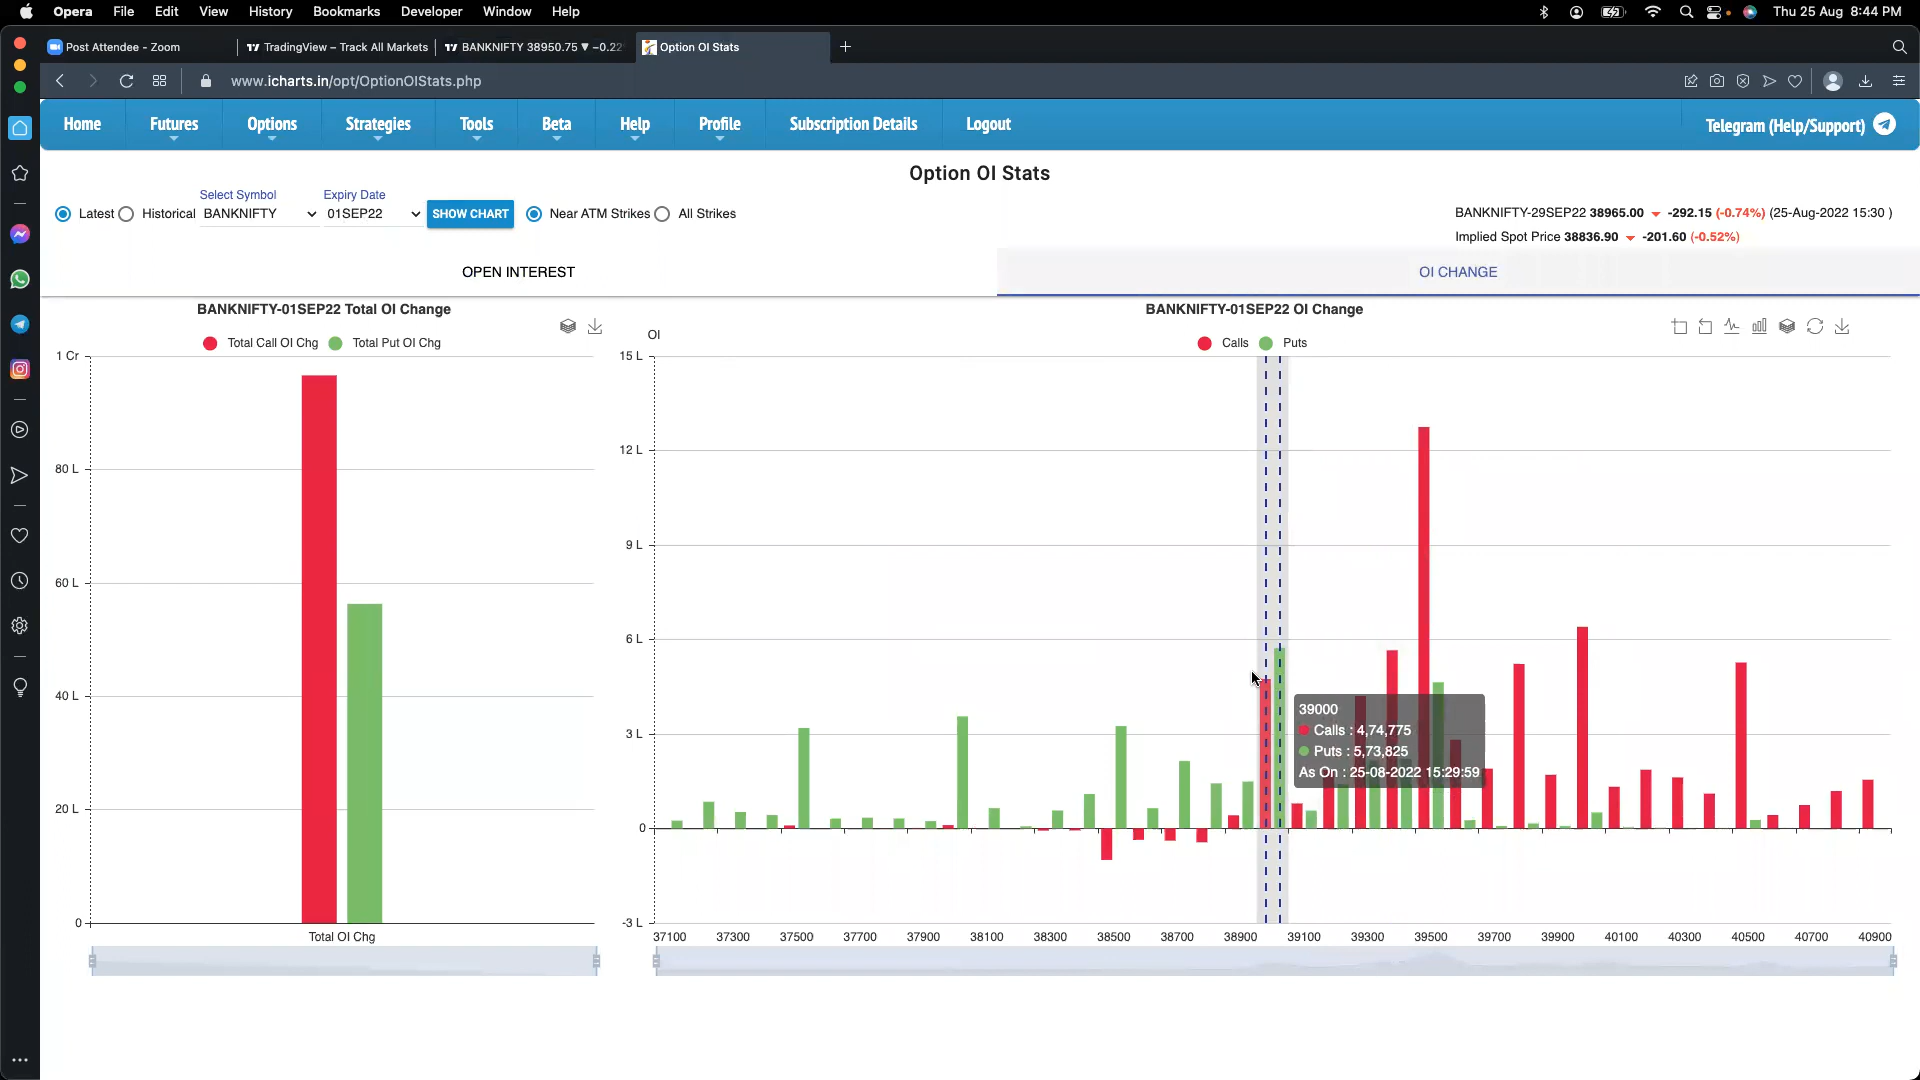 Opera File Edit View History Bookmarks Developer Window Help Thu 25 Aug 8:44 PM
Post Attendee - Zoom TradingView – Track All Markets BANKNIFTY 38950.75 ▼ −0.22% Option OI Stats
www.icharts.in/opt/OptionOIStats.php
Home Futures Options Strategies Tools Beta Help Profile Subscription Details Logout Telegram (Help/Support)
Option OI Stats
Select Symbol Expiry Date
Latest Historical BANKNIFTY 01SEP22 SHOW CHART Near ATM Strikes All Strikes
BANKNIFTY-29SEP22 38965.00 -292.15 (-0.74%) (25-Aug-2022 15:30 )
Implied Spot Price 38836.90 -201.60 (-0.52%)
OPEN INTEREST OI CHANGE
BANKNIFTY-01SEP22 Total OI Change
Total Call OI Chg Total Put OI Chg
1 Cr
80 L
60 L
40 L
20 L
0
Total OI Chg
BANKNIFTY-01SEP22 OI Change
OI
Calls Puts
15 L
12 L
9 L
6 L
3 L
0
-3 L
39000
Calls : 4,74,775
Puts : 5,73,825
As On : 25-08-2022 15:29:59
37100 37300 37500 37700 37900 38100 38300 38500 38700 38900 39100 39300 39500 39700 39900 40100 40300 40500 40700 40900